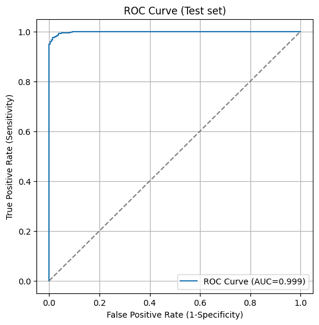 ROC Curve (Test set)
True Positive Rate (Sensitivity)
1.0
0.8
0.6
0.4
0.2
0.0
ROC Curve (AUC=0.999)
0.0 0.2 0.4 0.6 0.8 1.0
False Positive Rate (1-Specificity)